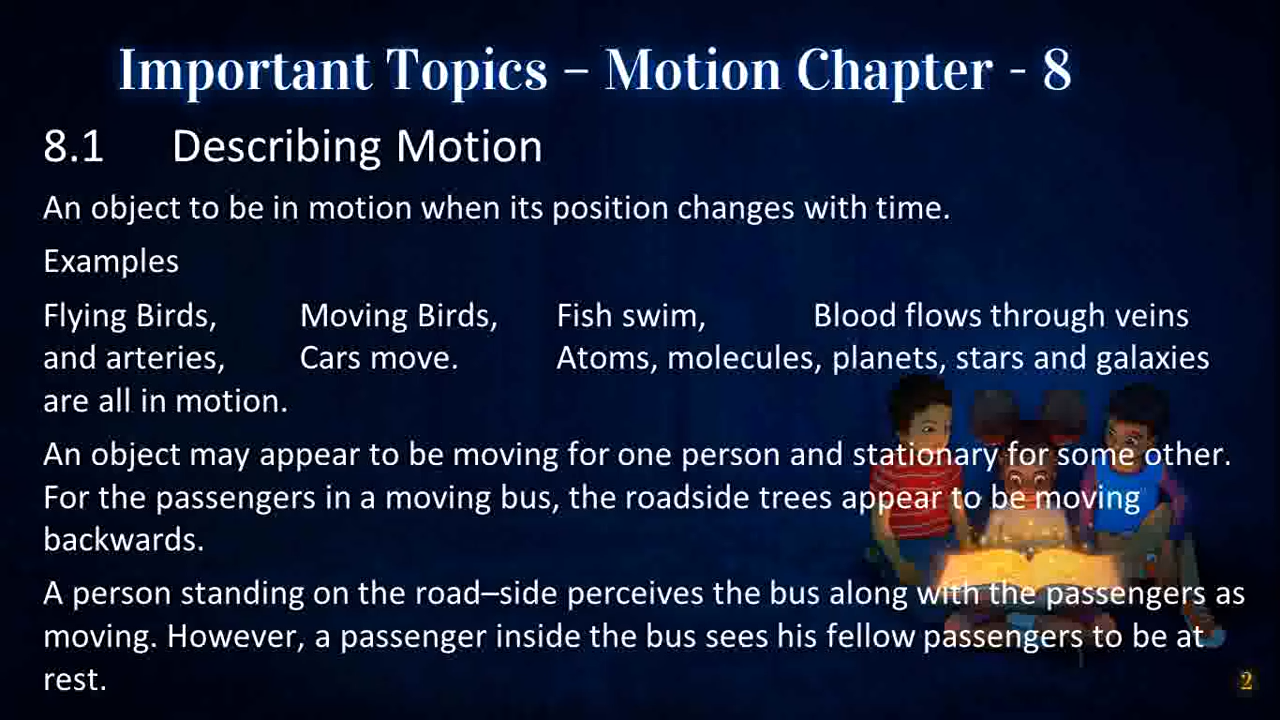 Important Topics – Motion Chapter - 8
8.1 Describing Motion
An object to be in motion when its position changes with time.
Examples
Flying Birds, Moving Birds, Fish swim, Blood flows through veins
and arteries, Cars move. Atoms, molecules, planets, stars and galaxies
are all in motion.
An object may appear to be moving for one person and stationary for some other.
For the passengers in a moving bus, the roadside trees appear to be moving
backwards.
A person standing on the road–side perceives the bus along with the passengers as
moving. However, a passenger inside the bus sees his fellow passengers to be at
rest.
2